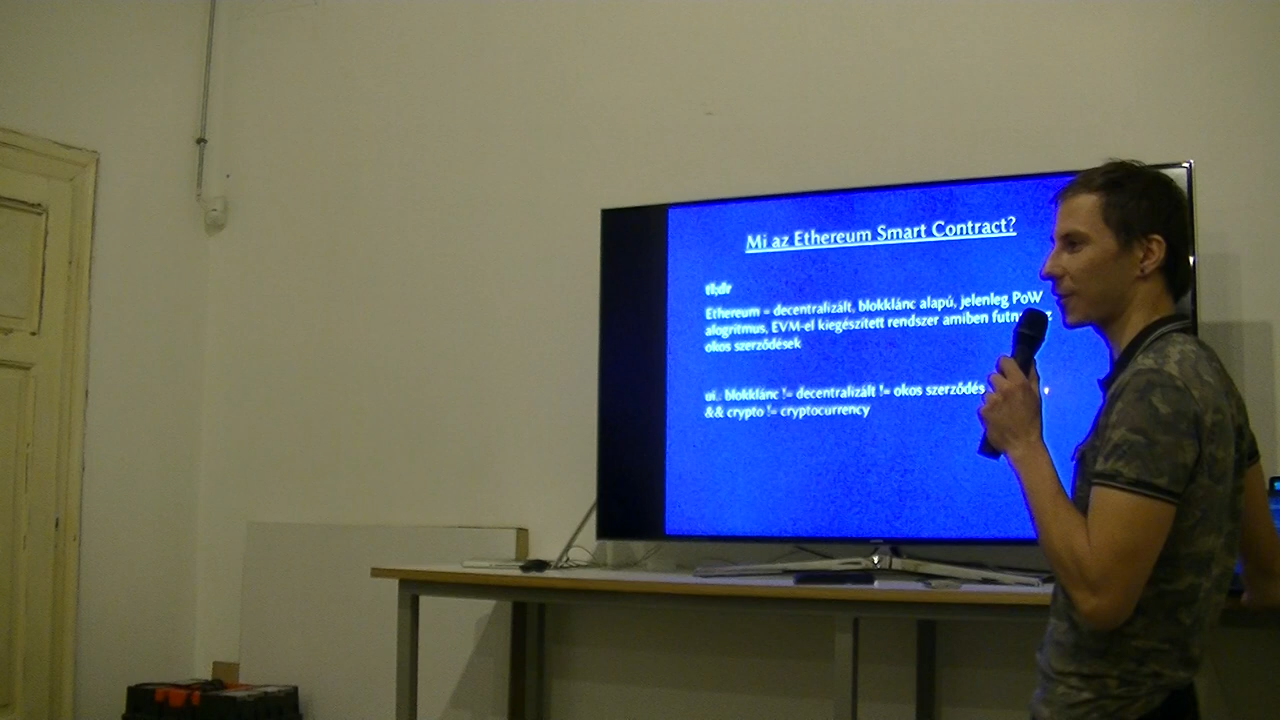 Mi az Ethereum Smart Contract?
tl;dr
Ethereum = decentralizált, blokklánc alapú, jelenleg PoW
alogritmus, EVM-el kiegészített rendszer amiben
okos szerződések
ui.: blokklánc != decentralizált != okos szerződés
&& crypto != cryptocurrency